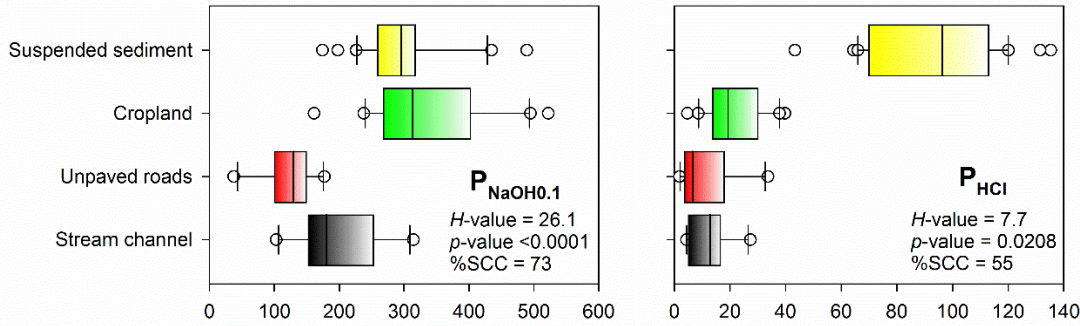 Suspended sediment
Cropland
Unpaved roads
Stream channel
P_NaOH0.1
H-value = 26.1
p-value <0.0001
%SCC = 73
0 100 200 300 400 500 600
P_HCl
H-value = 7.7
p-value = 0.0208
%SCC = 55
0 20 40 60 80 100 120 140